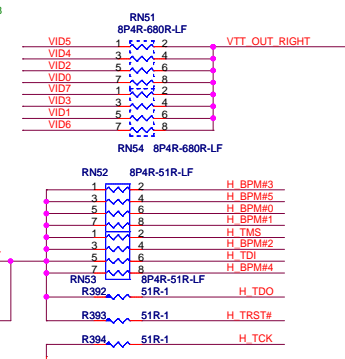 RN51
8P4R-680R-LF
VID5 1 2 VTT_OUT_RIGHT
VID4 3 4
VID2 5 6
VID0 7 8
VID7 1 2
VID3 3 4
VID1 5 6
VID6 7 8
RN54 8P4R-680R-LF
RN52 8P4R-51R-LF
1 2 H_BPM#3
3 4 H_BPM#5
5 6 H_BPM#0
7 8 H_BPM#1
1 2 H_TMS
3 4 H_BPM#2
5 6 H_TDI
7 8 H_BPM#4
RN53 8P4R-51R-LF
R392 51R-1 H_TDO
R393 51R-1 H_TRST#
R394 51R-1 H_TCK